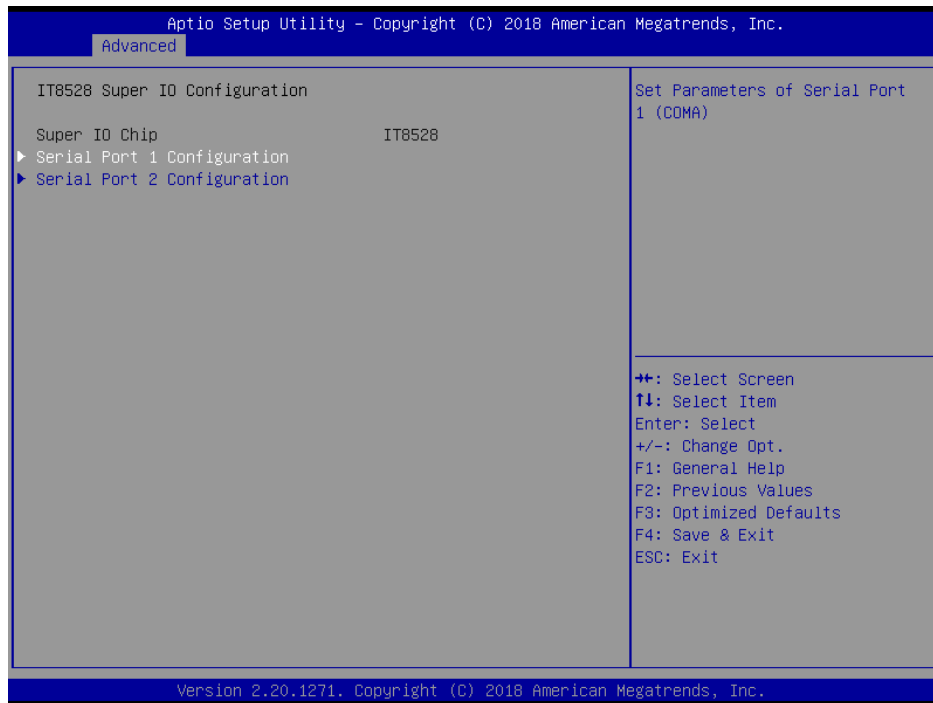 Aptio Setup Utility – Copyright (C) 2018 American Megatrends, Inc.
Advanced
IT8528 Super IO Configuration
Super IO Chip IT8528
▶ Serial Port 1 Configuration
▶ Serial Port 2 Configuration
Set Parameters of Serial Port
1 (COMA)
→←: Select Screen
↑↓: Select Item
Enter: Select
+/-: Change Opt.
F1: General Help
F2: Previous Values
F3: Optimized Defaults
F4: Save & Exit
ESC: Exit
Version 2.20.1271. Copyright (C) 2018 American Megatrends, Inc.